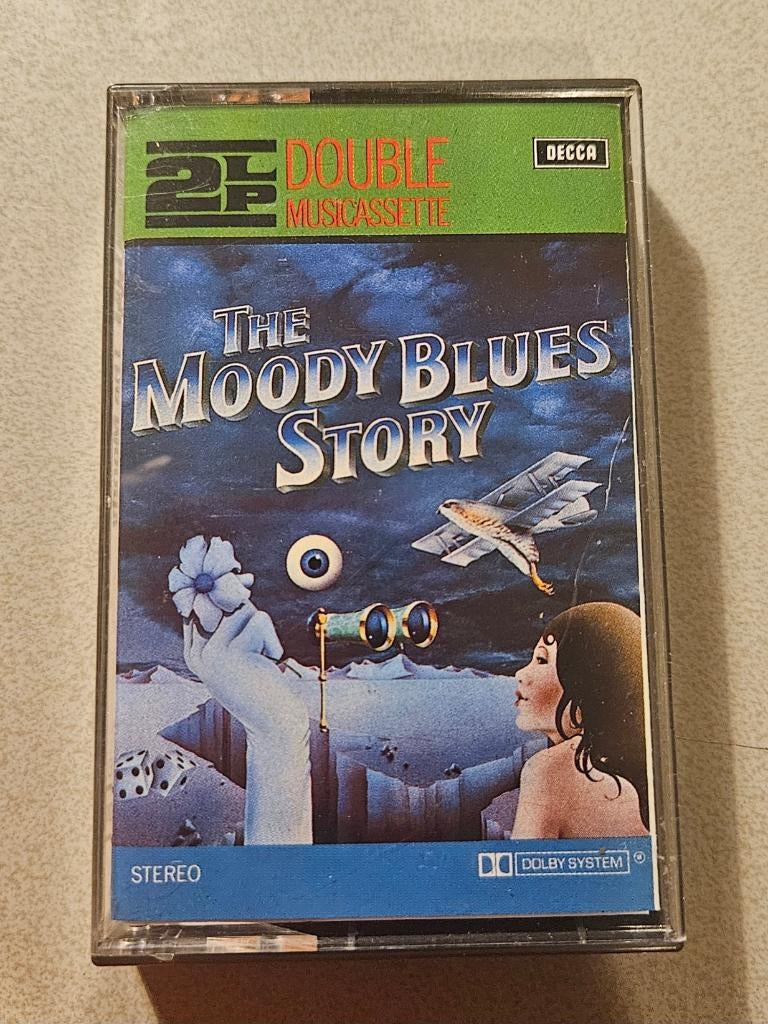 2LP DOUBLE
MUSICASSETTE
DECCA
THE
MOODY BLUES
STORY
STEREO
DOLBY SYSTEM